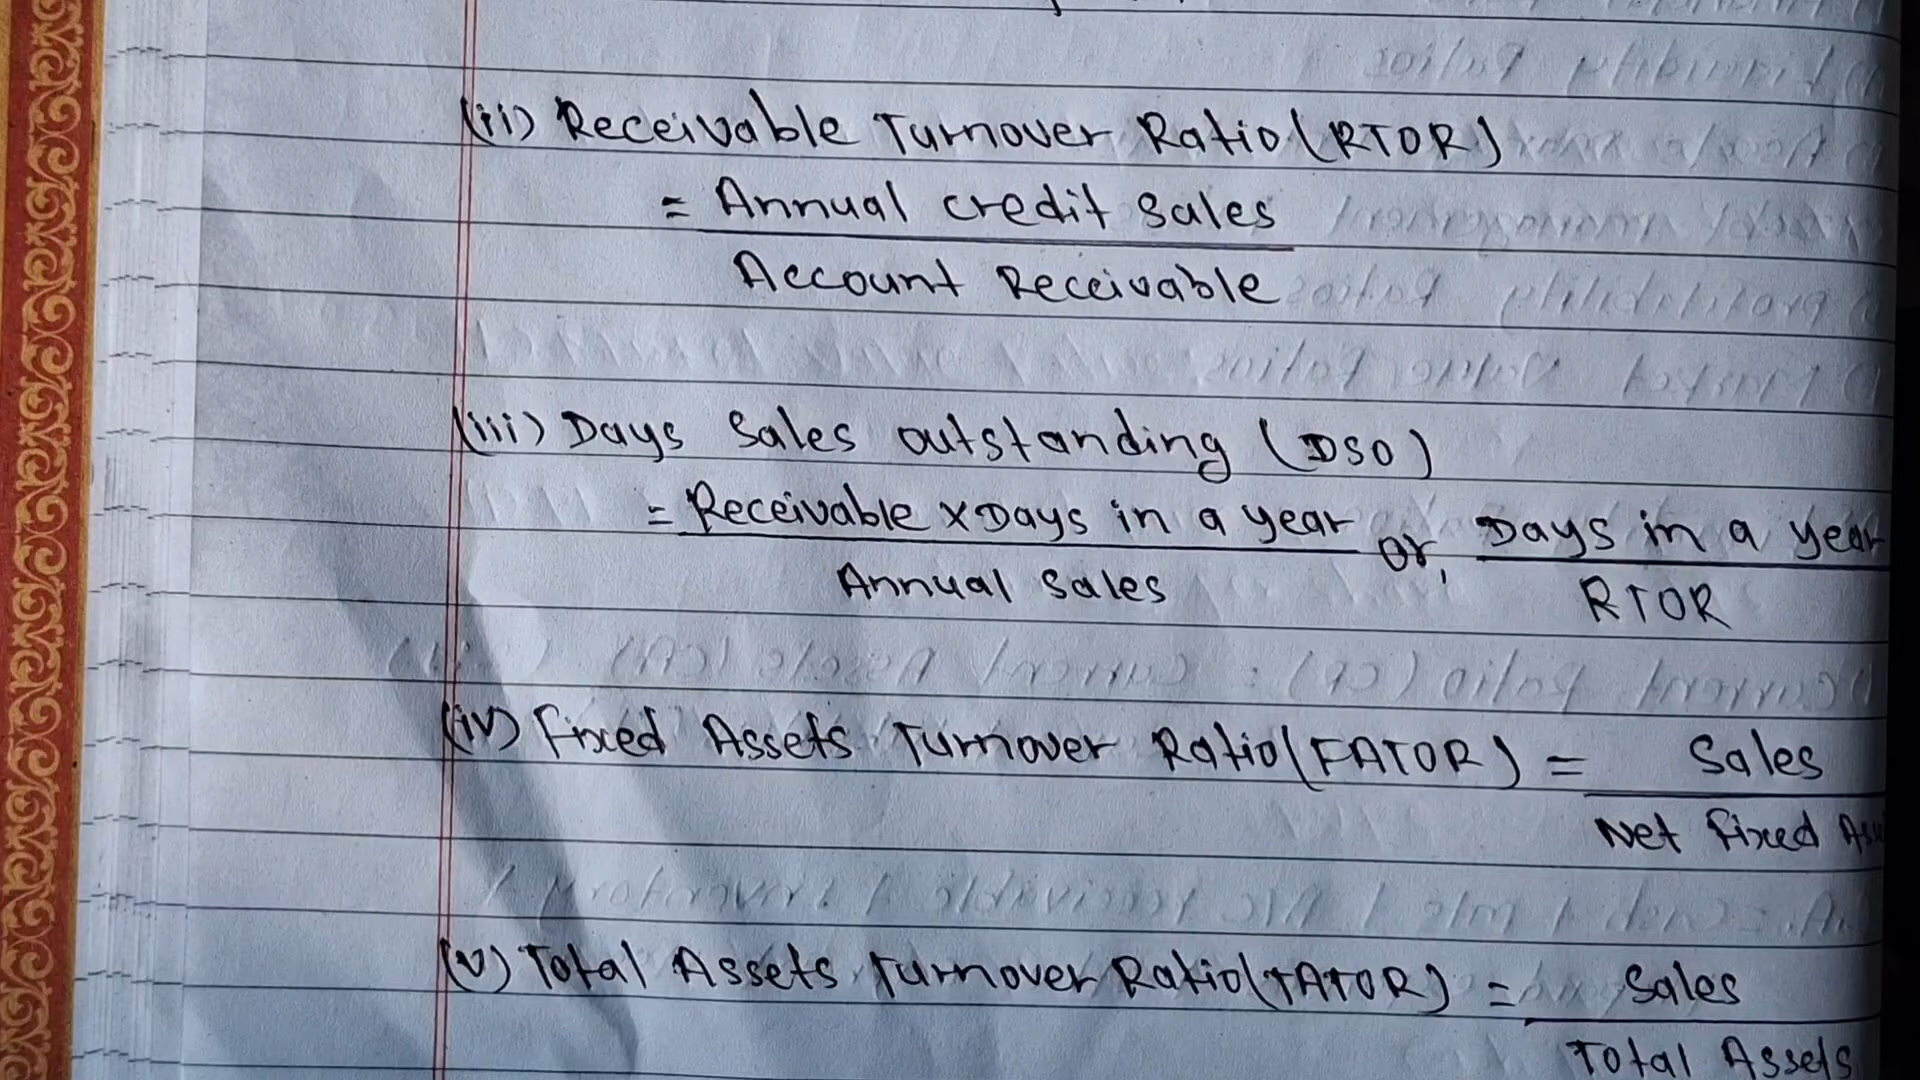 (ii) Receivable Turnover Ratio (RTOR)
= Annual credit sales
Account Receivable
(iii) Days Sales outstanding (DSO)
= Receivable x Days in a year or, Days in a year
Annual sales RTOR
(iv) Fixed Assets Turnover Ratio (FATOR) = Sales
Net fixed
(v) Total Assets Turnover Ratio (TATOR) = Sales
Total Assets